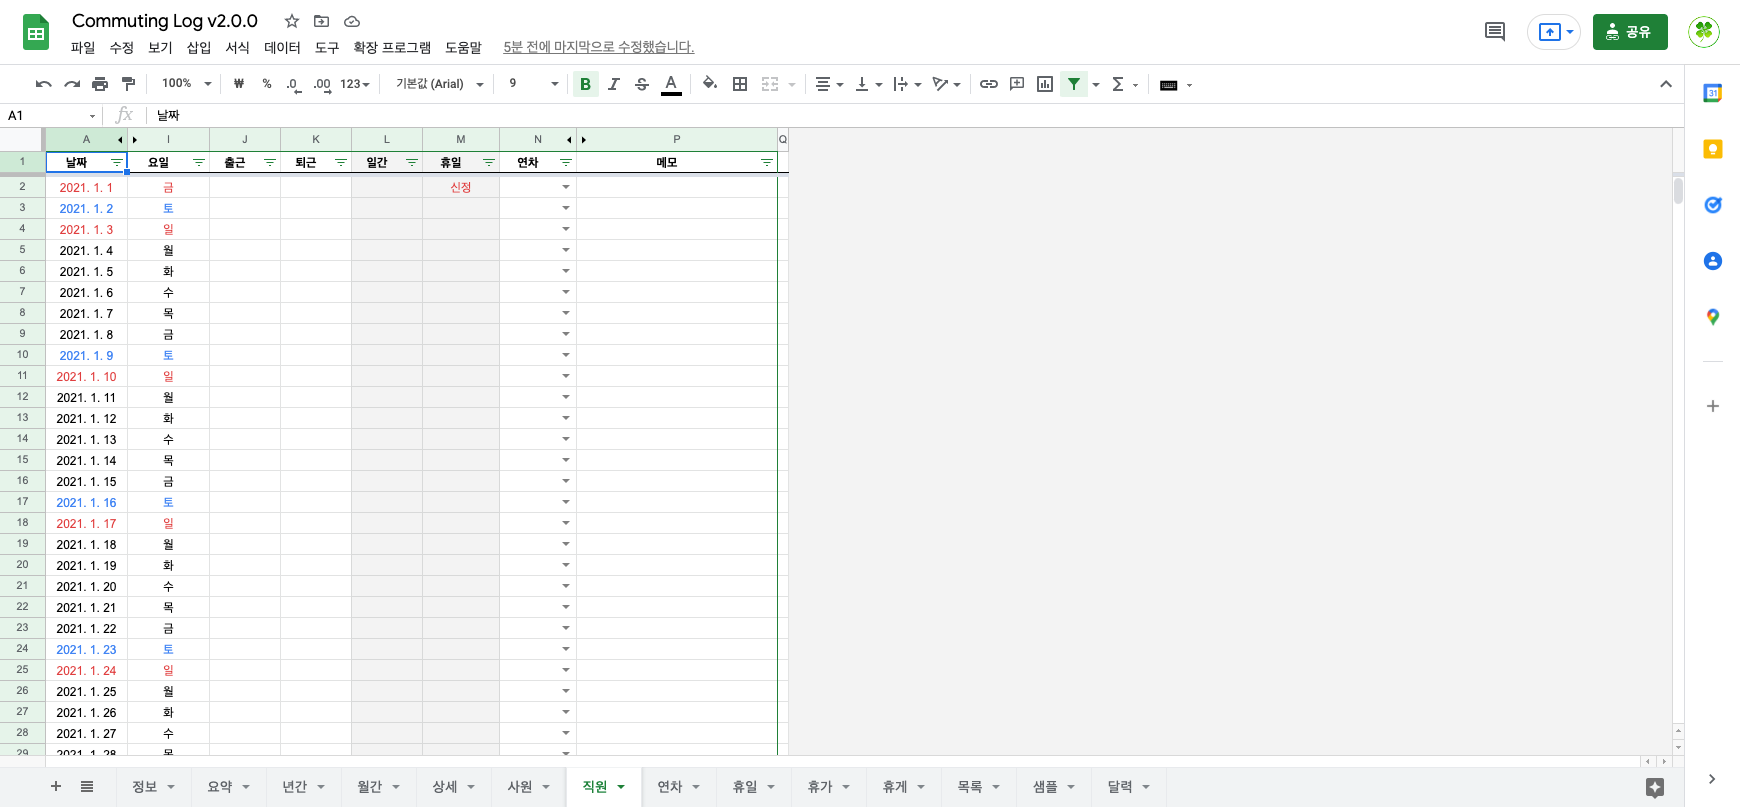 Commuting Log v2.0.0
파일 수정 보기 삽입 서식 데이터 도구 확장 프로그램 도움말 5분 전에 마지막으로 수정했습니다.
공유
100% ₩ % .0 .00 123 기본값 (Arial) 9 B I S A Σ
31
A1 fx 날짜
A I J K L M N P Q
1 날짜 요일 출근 퇴근 일간 휴일 연차 메모
2 2021. 1. 1 금 신정
3 2021. 1. 2 토
4 2021. 1. 3 일
5 2021. 1. 4 월
6 2021. 1. 5 화
7 2021. 1. 6 수
8 2021. 1. 7 목
9 2021. 1. 8 금
10 2021. 1. 9 토
11 2021. 1. 10 일
12 2021. 1. 11 월
13 2021. 1. 12 화
14 2021. 1. 13 수
15 2021. 1. 14 목
16 2021. 1. 15 금
17 2021. 1. 16 토
18 2021. 1. 17 일
19 2021. 1. 18 월
20 2021. 1. 19 화
21 2021. 1. 20 수
22 2021. 1. 21 목
23 2021. 1. 22 금
24 2021. 1. 23 토
25 2021. 1. 24 일
26 2021. 1. 25 월
27 2021. 1. 26 화
28 2021. 1. 27 수
29 2021. 1. 28 목
정보 요약 년간 월간 상세 사원 직원 연차 휴일 휴가 휴게 목록 샘플 달력